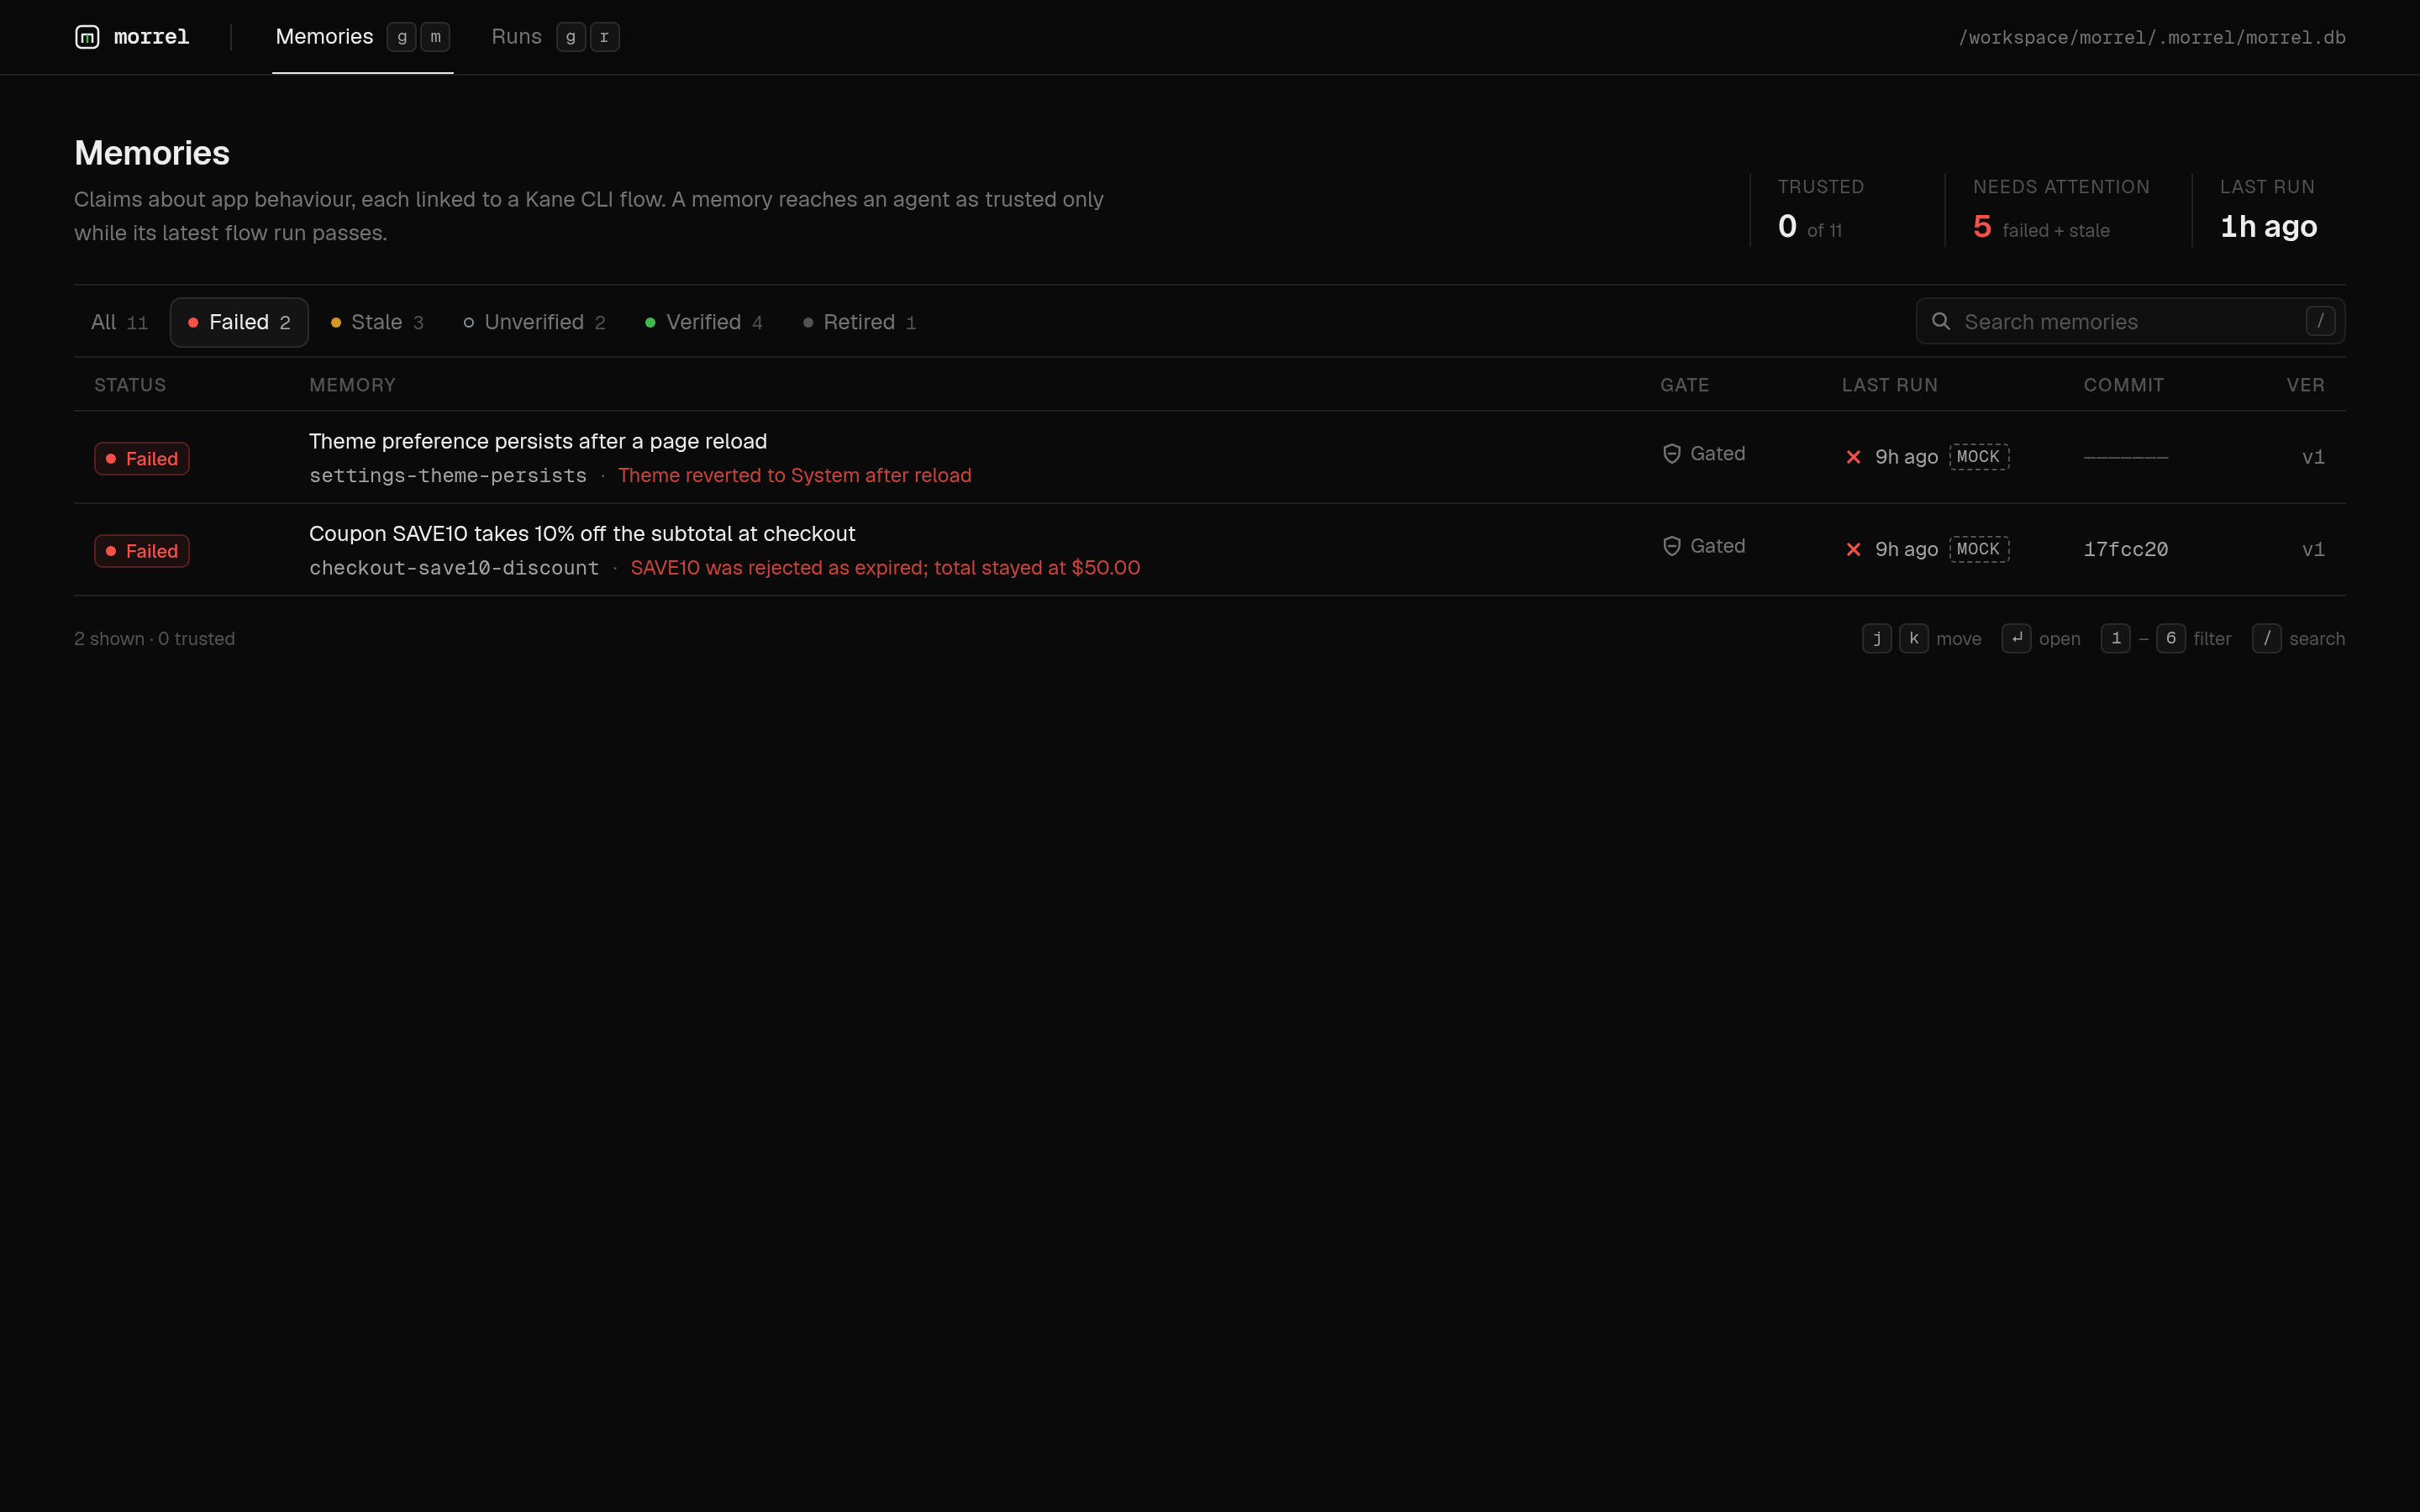 morrel Memories g m Runs g r /workspace/morrel/.morrel/morrel.db
Memories
Claims about app behaviour, each linked to a Kane CLI flow. A memory reaches an agent as trusted only
while its latest flow run passes.
TRUSTED NEEDS ATTENTION LAST RUN
0 of 11 5 failed + stale 1h ago
All 11 Failed 2 Stale 3 Unverified 2 Verified 4 Retired 1 Search memories /
STATUS MEMORY GATE LAST RUN COMMIT VER
Failed Theme preference persists after a page reload Gated 9h ago MOCK ——————— v1
settings-theme-persists · Theme reverted to System after reload
Failed Coupon SAVE10 takes 10% off the subtotal at checkout Gated 9h ago MOCK 17fcc20 v1
checkout-save10-discount · SAVE10 was rejected as expired; total stayed at $50.00
2 shown · 0 trusted j k move ↵ open 1 – 6 filter / search